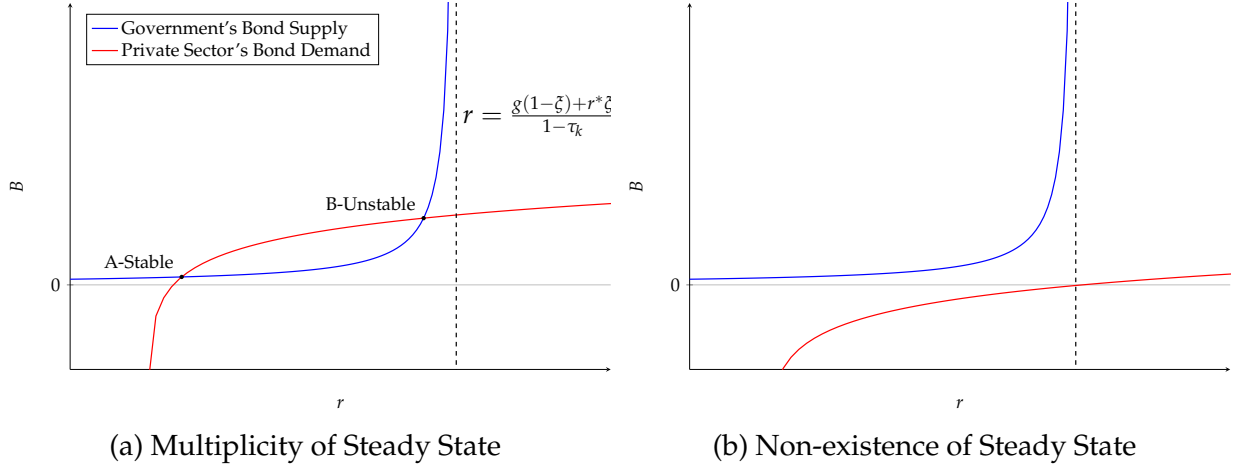 Government's Bond Supply
Private Sector's Bond Demand
r = \frac{g(1-ξ)+r^*ξ}{1-τ_k}
B-Unstable
A-Stable
B
0
r
(a) Multiplicity of Steady State
B
0
r
(b) Non-existence of Steady State